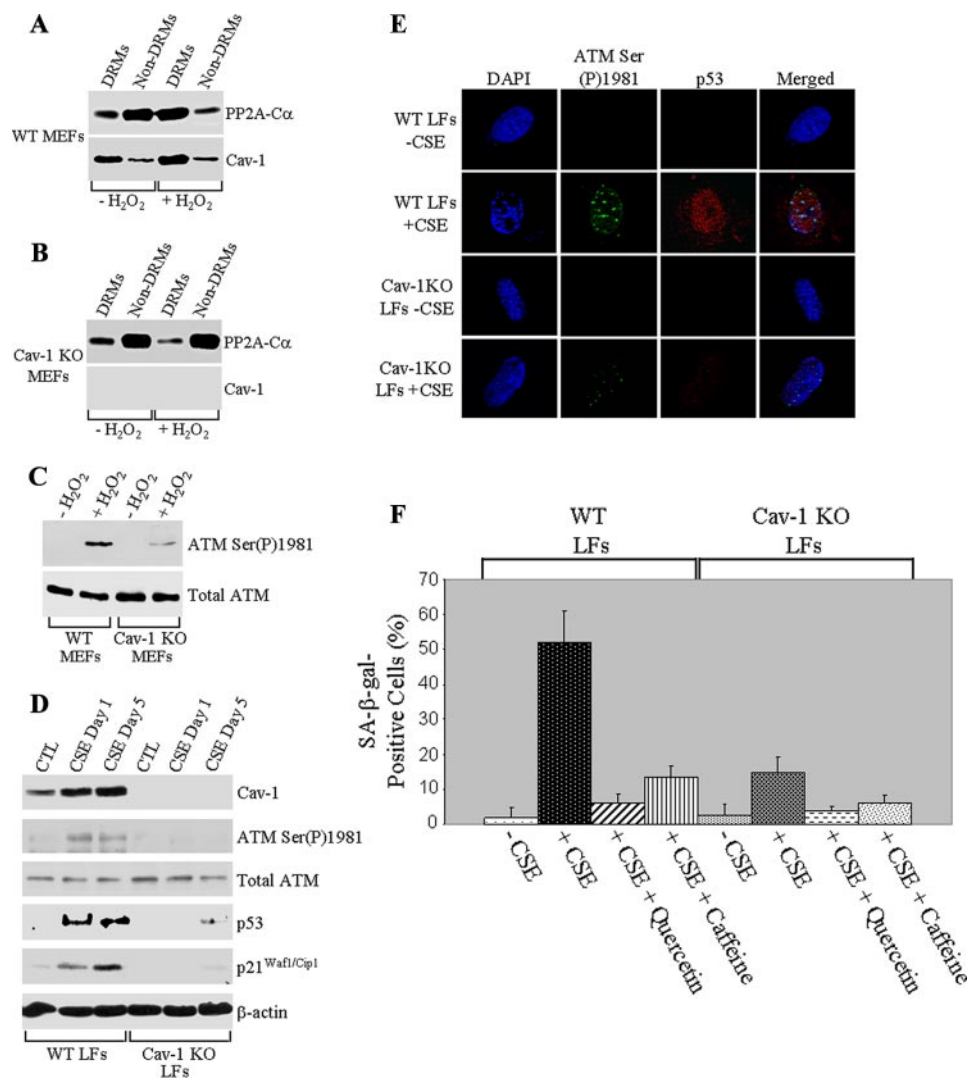 A
DRMs
Non-DRMs
DRMs
Non-DRMs
WT MEFs
PP2A-Cα
Cav-1
- H2O2
+ H2O2
B
DRMs
Non-DRMs
DRMs
Non-DRMs
Cav-1 KO
MEFs
PP2A-Cα
Cav-1
- H2O2
+ H2O2
C
- H2O2
+ H2O2
- H2O2
+ H2O2
ATM Ser(P)1981
Total ATM
WT
MEFs
Cav-1 KO
MEFs
D
CTL
CSE Day 1
CSE Day 5
CTL
CSE Day 1
CSE Day 5
Cav-1
ATM Ser(P)1981
Total ATM
p53
p21Waf1/Cip1
β-actin
WT LFs
Cav-1 KO
LFs
E
DAPI
ATM Ser
(P)1981
p53
Merged
WT LFs
-CSE
WT LFs
+CSE
Cav-1KO
LFs -CSE
Cav-1KO
LFs +CSE
F
WT
LFs
Cav-1 KO
LFs
SA-β-gal-
Positive Cells (%)
70
60
50
40
30
20
10
0
- CSE
+ CSE
+ CSE + Quercetin
+ CSE + Caffeine
- CSE
+ CSE
+ CSE + Quercetin
+ CSE + Caffeine